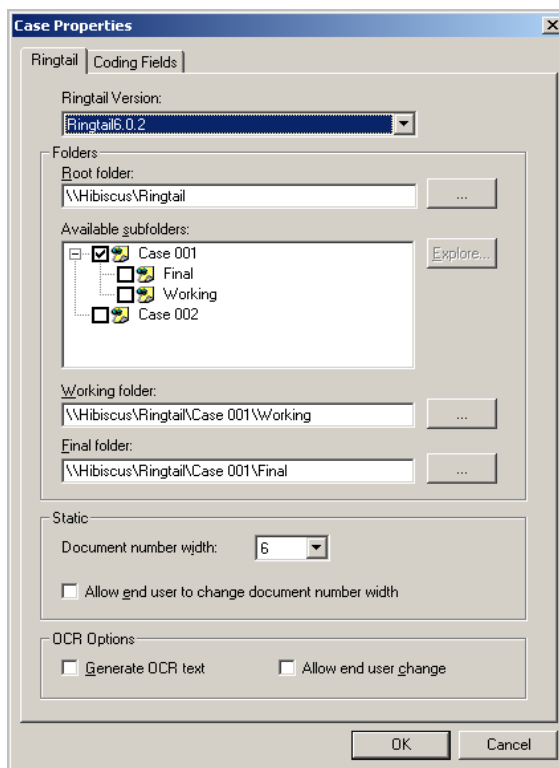 Case Properties
Ringtail Coding Fields
Ringtail Version:
Ringtail6.0.2
Folders
Root folder:
\\Hibiscus\Ringtail
...
Available subfolders:
Case 001
Final
Working
Case 002
Explore...
Working folder:
\\Hibiscus\Ringtail\Case 001\Working
...
Final folder:
\\Hibiscus\Ringtail\Case 001\Final
...
Static
Document number width: 6
Allow end user to change document number width
OCR Options
Generate OCR text Allow end user change
OK Cancel